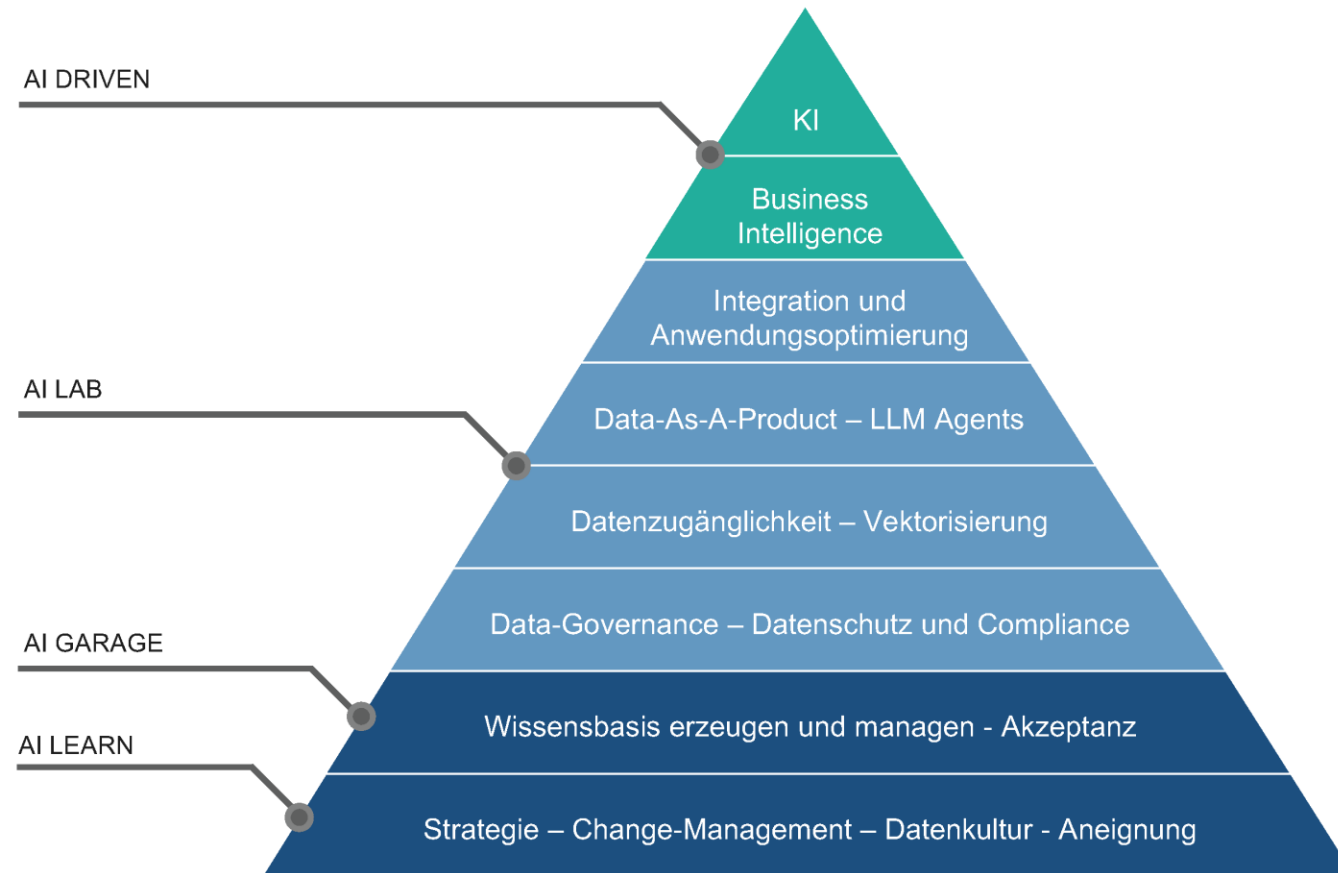 AI DRIVEN
KI
Business
Intelligence
Integration und
Anwendungsoptimierung
AI LAB
Data-As-A-Product – LLM Agents
Datenzugänglichkeit – Vektorisierung
Data-Governance – Datenschutz und Compliance
AI GARAGE
Wissensbasis erzeugen und managen - Akzeptanz
AI LEARN
Strategie – Change-Management – Datenkultur - Aneignung